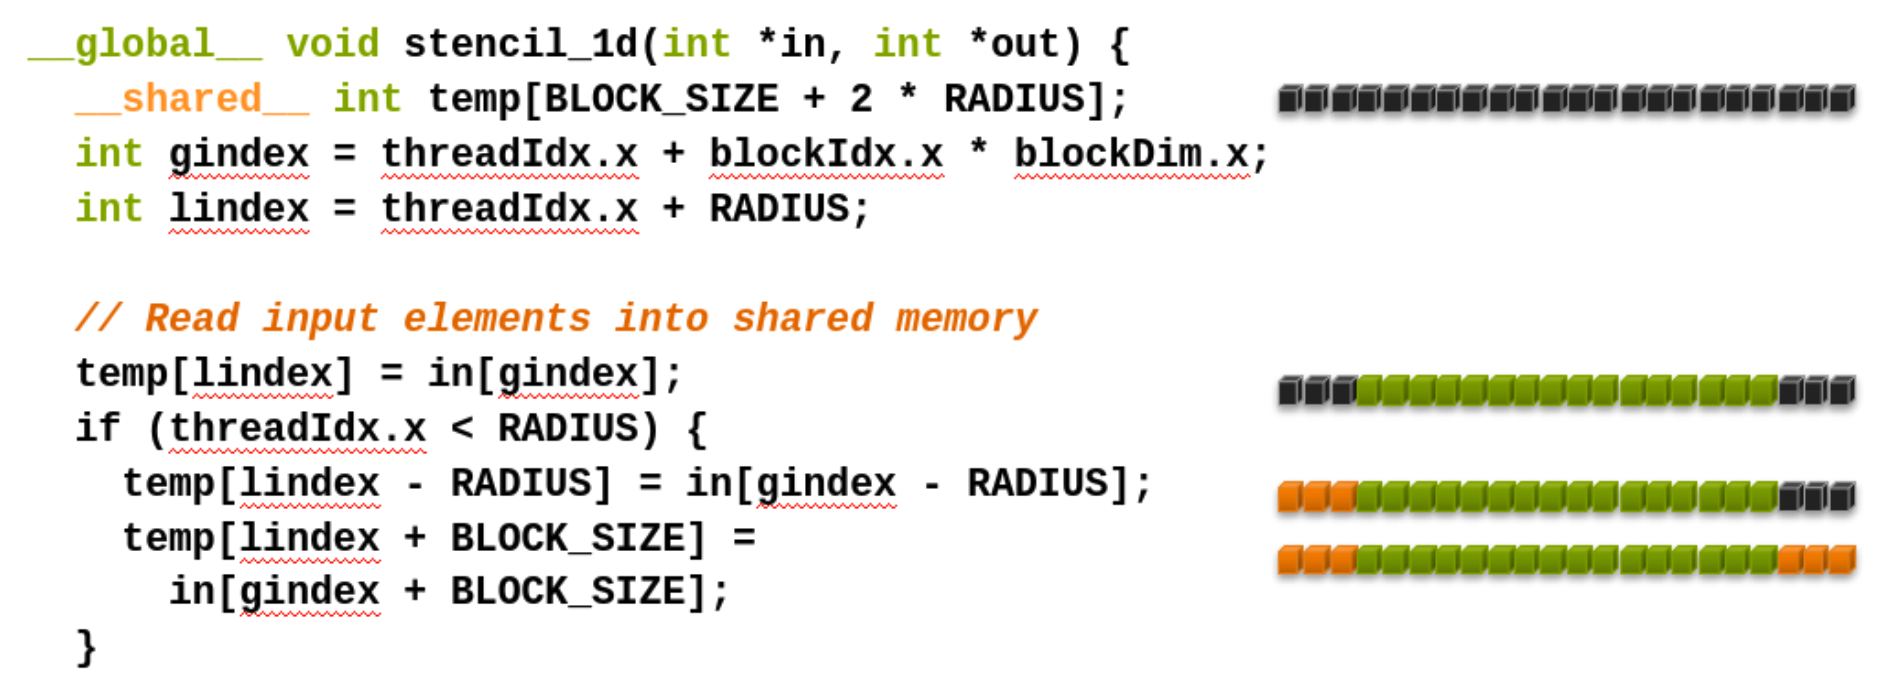 __global__ void stencil_1d(int *in, int *out) {
__shared__ int temp[BLOCK_SIZE + 2 * RADIUS];
int gindex = threadIdx.x + blockIdx.x * blockDim.x;
int lindex = threadIdx.x + RADIUS;
// Read input elements into shared memory
temp[lindex] = in[gindex];
if (threadIdx.x < RADIUS) {
temp[lindex - RADIUS] = in[gindex - RADIUS];
temp[lindex + BLOCK_SIZE] =
in[gindex + BLOCK_SIZE];
}